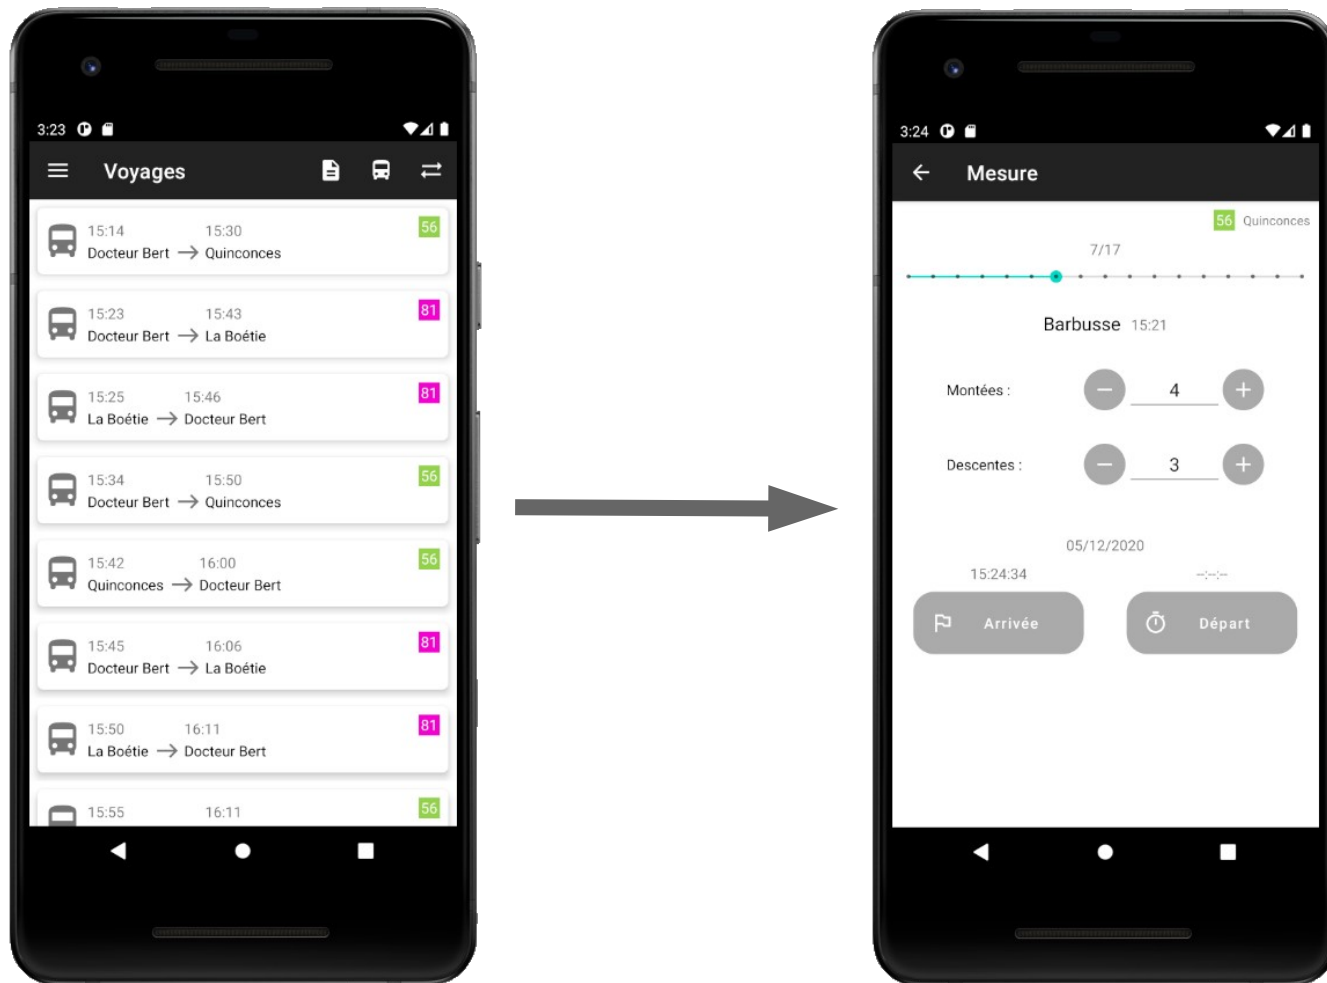 3:23
Voyages
15:14 15:30 56
Docteur Bert → Quinconces
15:23 15:43 81
Docteur Bert → La Boétie
15:25 15:46 81
La Boétie → Docteur Bert
15:34 15:50 56
Docteur Bert → Quinconces
15:42 16:00 56
Quinconces → Docteur Bert
15:45 16:06 81
Docteur Bert → La Boétie
15:50 16:11 81
La Boétie → Docteur Bert
15:55 16:11 56
3:24
Mesure
56 Quinconces
7/17
Barbusse 15:21
Montées : − 4 +
Descentes : − 3 +
05/12/2020
15:24:34 --:--:--
Arrivée Départ